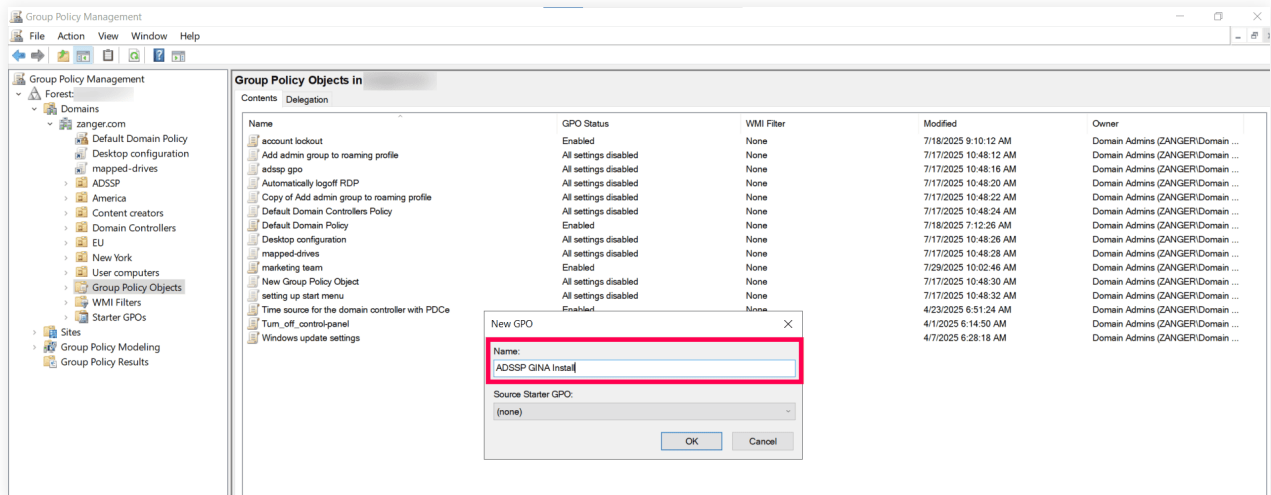 Group Policy Management
File Action View Window Help
Group Policy Management
Forest:
Domains
zanger.com
Default Domain Policy
Desktop configuration
mapped-drives
ADSSP
America
Content creators
Domain Controllers
EU
New York
User computers
Group Policy Objects
WMI Filters
Starter GPOs
Sites
Group Policy Modeling
Group Policy Results
Group Policy Objects in
Contents Delegation
Name GPO Status WMI Filter Modified Owner
account lockout Enabled None 7/18/2025 9:10:12 AM Domain Admins (ZANGER\Domain ...
Add admin group to roaming profile All settings disabled None 7/17/2025 10:48:12 AM Domain Admins (ZANGER\Domain ...
adssp gpo All settings disabled None 7/17/2025 10:48:16 AM Domain Admins (ZANGER\Domain ...
Automatically logoff RDP All settings disabled None 7/17/2025 10:48:20 AM Domain Admins (ZANGER\Domain ...
Copy of Add admin group to roaming profile All settings disabled None 7/17/2025 10:48:22 AM Domain Admins (ZANGER\Domain ...
Default Domain Controllers Policy All settings disabled None 7/17/2025 10:48:24 AM Domain Admins (ZANGER\Domain ...
Default Domain Policy Enabled None 7/18/2025 7:12:26 AM Domain Admins (ZANGER\Domain ...
Desktop configuration All settings disabled None 7/17/2025 10:48:26 AM Domain Admins (ZANGER\Domain ...
mapped-drives All settings disabled None 7/17/2025 10:48:28 AM Domain Admins (ZANGER\Domain ...
marketing team Enabled None 7/29/2025 10:02:46 AM Domain Admins (ZANGER\Domain ...
New Group Policy Object All settings disabled None 7/17/2025 10:48:30 AM Domain Admins (ZANGER\Domain ...
setting up start menu All settings disabled None 7/17/2025 10:48:32 AM Domain Admins (ZANGER\Domain ...
Time source for the domain controller with PDCe Enabled None 4/23/2025 6:51:24 AM Domain Admins (ZANGER\Domain ...
Turn_off_control-panel 4/1/2025 6:14:50 AM Domain Admins (ZANGER\Domain ...
Windows update settings 4/7/2025 6:28:18 AM Domain Admins (ZANGER\Domain ...
New GPO
Name:
ADSSP GINA Install
Source Starter GPO:
(none)
OK Cancel